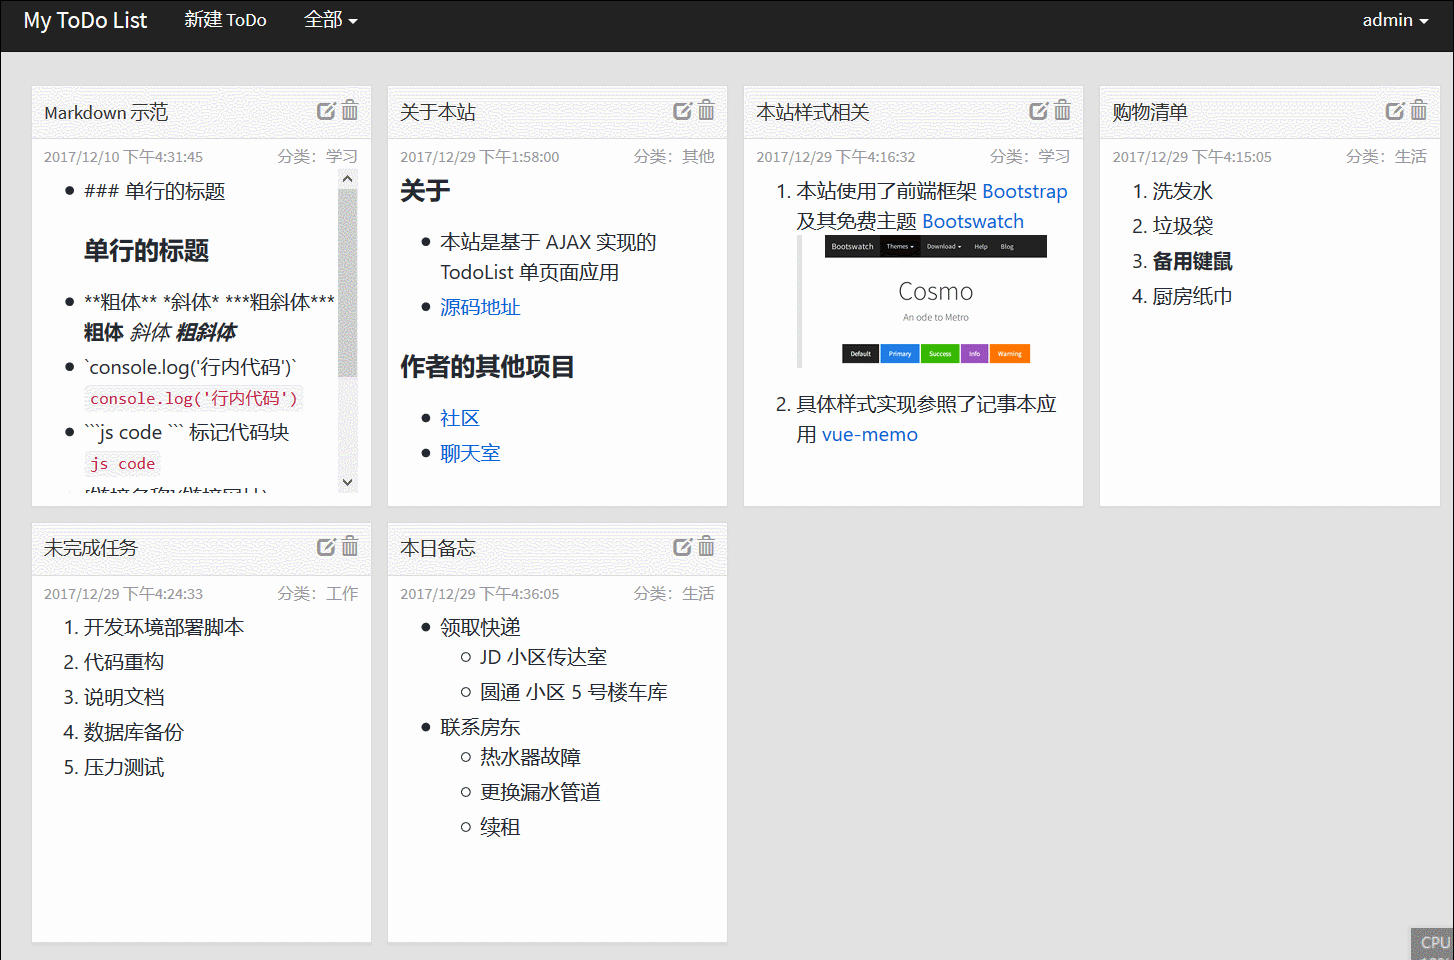 My ToDo List 新建 ToDo 全部 admin
Markdown 示范
2017/12/10 下午4:31:45 分类：学习
### 单行的标题
单行的标题
**粗体** *斜体* ***粗斜体***
粗体 斜体 粗斜体
`console.log('行内代码')`
console.log('行内代码')
```js code ``` 标记代码块
js code
关于本站
2017/12/29 下午1:58:00 分类：其他
关于
本站是基于 AJAX 实现的
TodoList 单页面应用
源码地址
作者的其他项目
社区
聊天室
本站样式相关
2017/12/29 下午4:16:32 分类：学习
1. 本站使用了前端框架 Bootstrap
及其免费主题 Bootswatch
Bootswatch Themes Download Help Blog
Cosmo
An ode to Metro
Default Primary Success Info Warning
2. 具体样式实现参照了记事本应
用 vue-memo
购物清单
2017/12/29 下午4:15:05 分类：生活
1. 洗发水
2. 垃圾袋
3. 备用键鼠
4. 厨房纸巾
未完成任务
2017/12/29 下午4:24:33 分类：工作
1. 开发环境部署脚本
2. 代码重构
3. 说明文档
4. 数据库备份
5. 压力测试
本日备忘
2017/12/29 下午4:36:05 分类：生活
领取快递
JD 小区传达室
圆通 小区 5 号楼车库
联系房东
热水器故障
更换漏水管道
续租
CPU